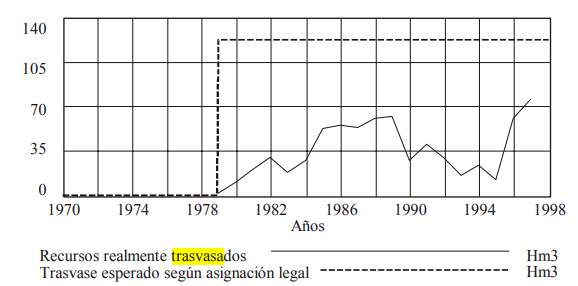 140
105
70
35
0
1970 1974 1978 1982 1986 1990 1994 1998
Años
Recursos realmente trasvasados Hm3
Trasvase esperado según asignación legal Hm3